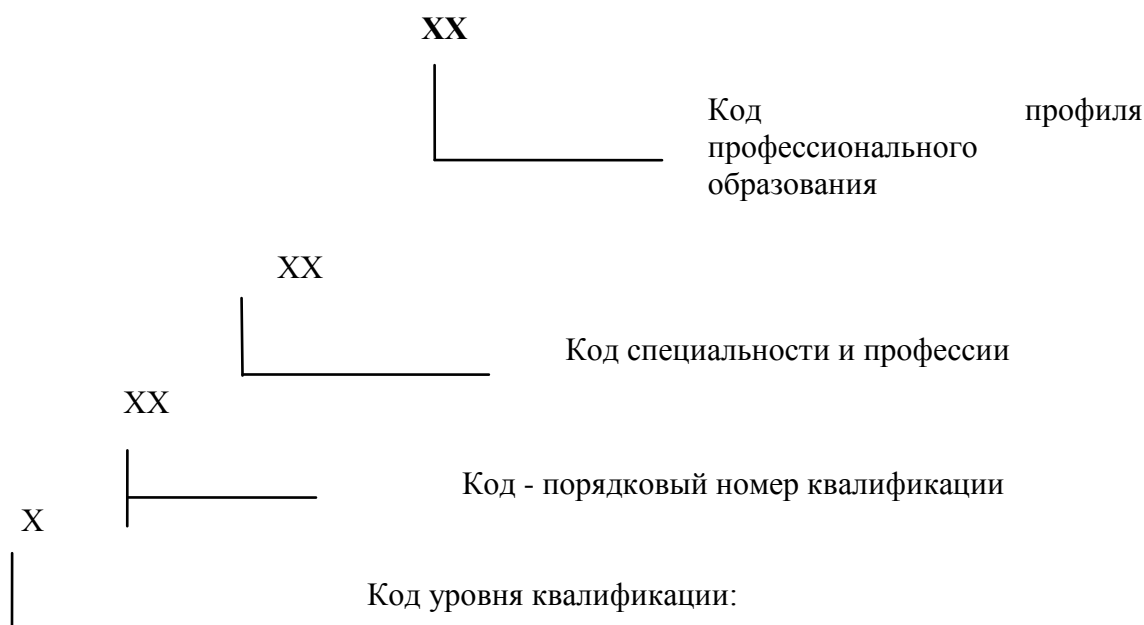 XX
Код профиля
профессионального
образования
XX
Код специальности и профессии
XX
Код - порядковый номер квалификации
X
Код уровня квалификации: